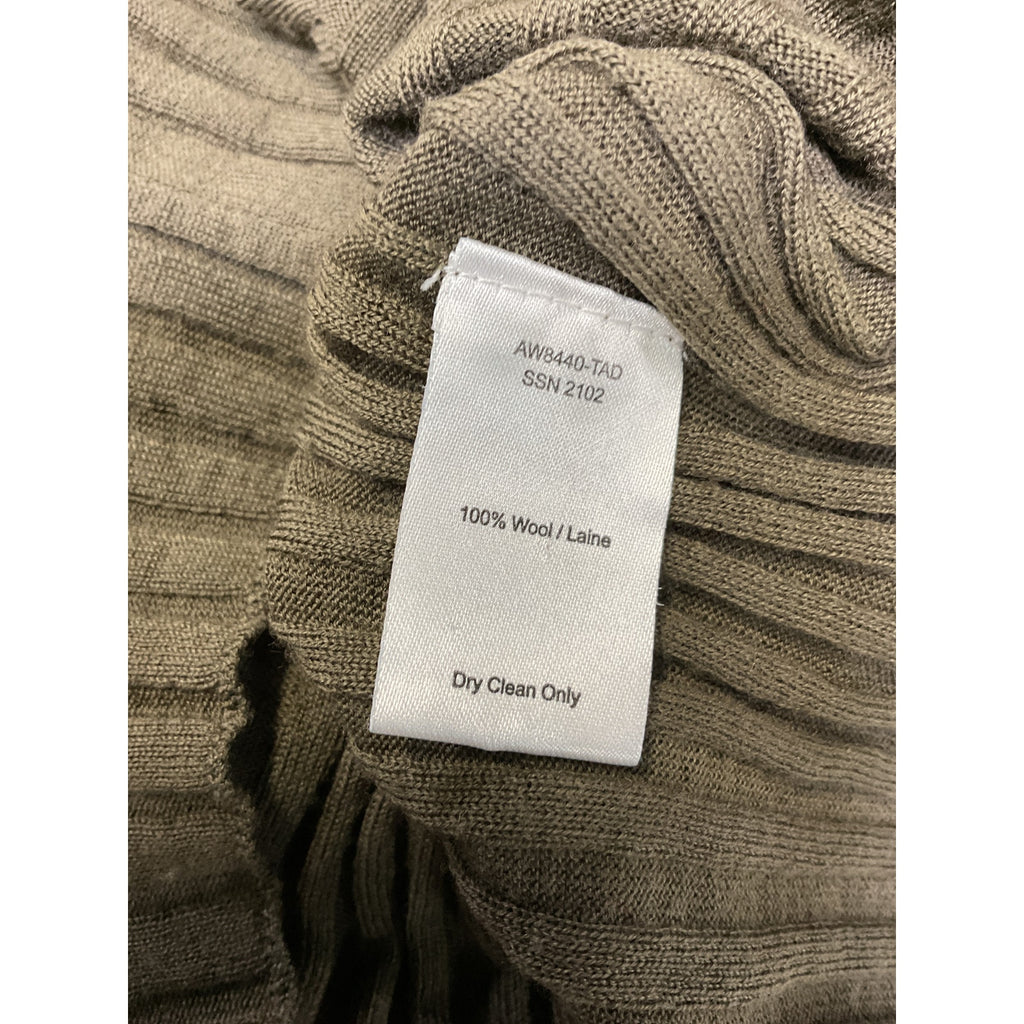 AW8440-TAD
SSN 2102
100% Wool / Laine
Dry Clean Only